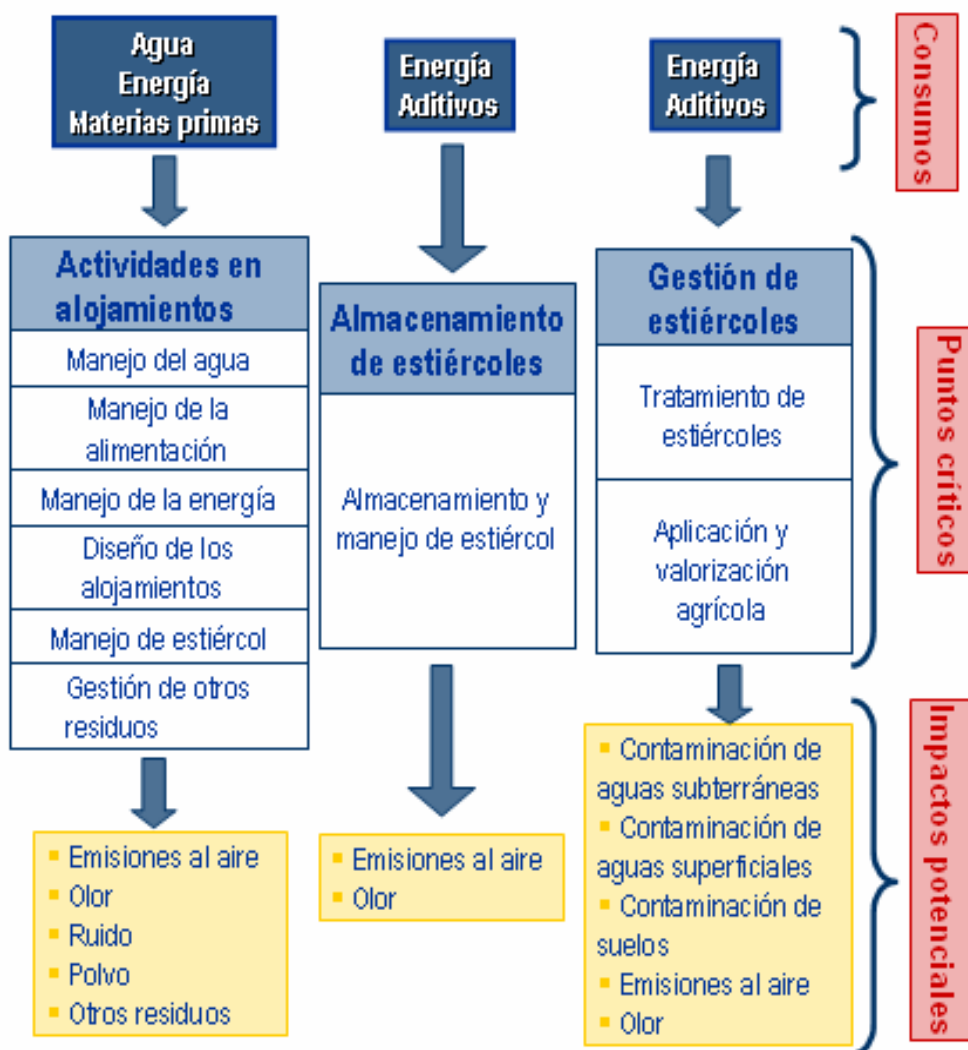 Agua
Energía
Materias primas
Energía
Aditivos
Energía
Aditivos
Consumos
Actividades en
alojamientos
Manejo del agua
Manejo de la
alimentación
Manejo de la energía
Diseño de los
alojamientos
Manejo de estiércol
Gestión de otros
residuos
Almacenamiento
de estiércoles
Almacenamiento y
manejo de estiércol
Gestión de
estiércoles
Tratamiento de
estiércoles
Aplicación y
valorización
agrícola
Puntos críticos
▪ Emisiones al aire
▪ Olor
▪ Ruido
▪ Polvo
▪ Otros residuos
▪ Emisiones al aire
▪ Olor
▪ Contaminación de
aguas subterráneas
▪ Contaminación de
aguas superficiales
▪ Contaminación de
suelos
▪ Emisiones al aire
▪ Olor
Impactos potenciales